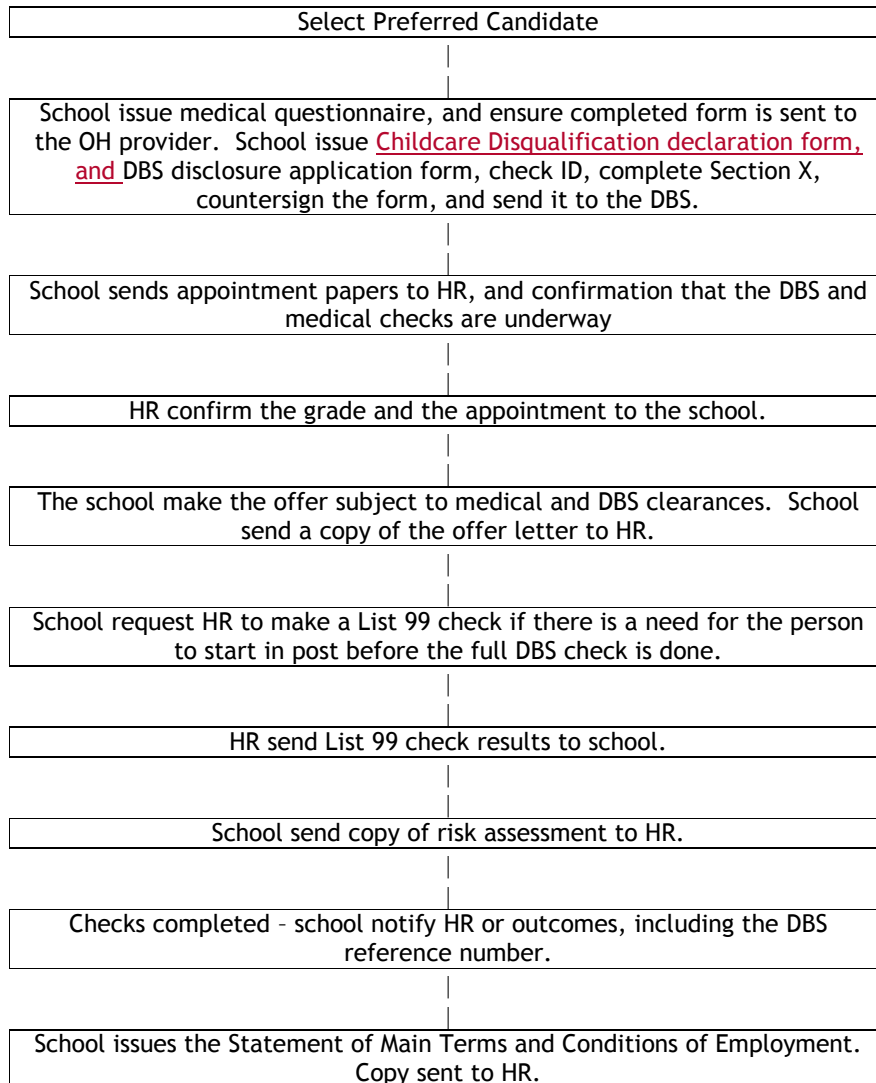 Select Preferred Candidate
School issue medical questionnaire, and ensure completed form is sent to
the OH provider.  School issue Childcare Disqualification declaration form,
and DBS disclosure application form, check ID, complete Section X,
countersign the form, and send it to the DBS.
School sends appointment papers to HR, and confirmation that the DBS and
medical checks are underway
HR confirm the grade and the appointment to the school.
The school make the offer subject to medical and DBS clearances.  School
send a copy of the offer letter to HR.
School request HR to make a List 99 check if there is a need for the person
to start in post before the full DBS check is done.
HR send List 99 check results to school.
School send copy of risk assessment to HR.
Checks completed – school notify HR or outcomes, including the DBS
reference number.
School issues the Statement of Main Terms and Conditions of Employment.
Copy sent to HR.